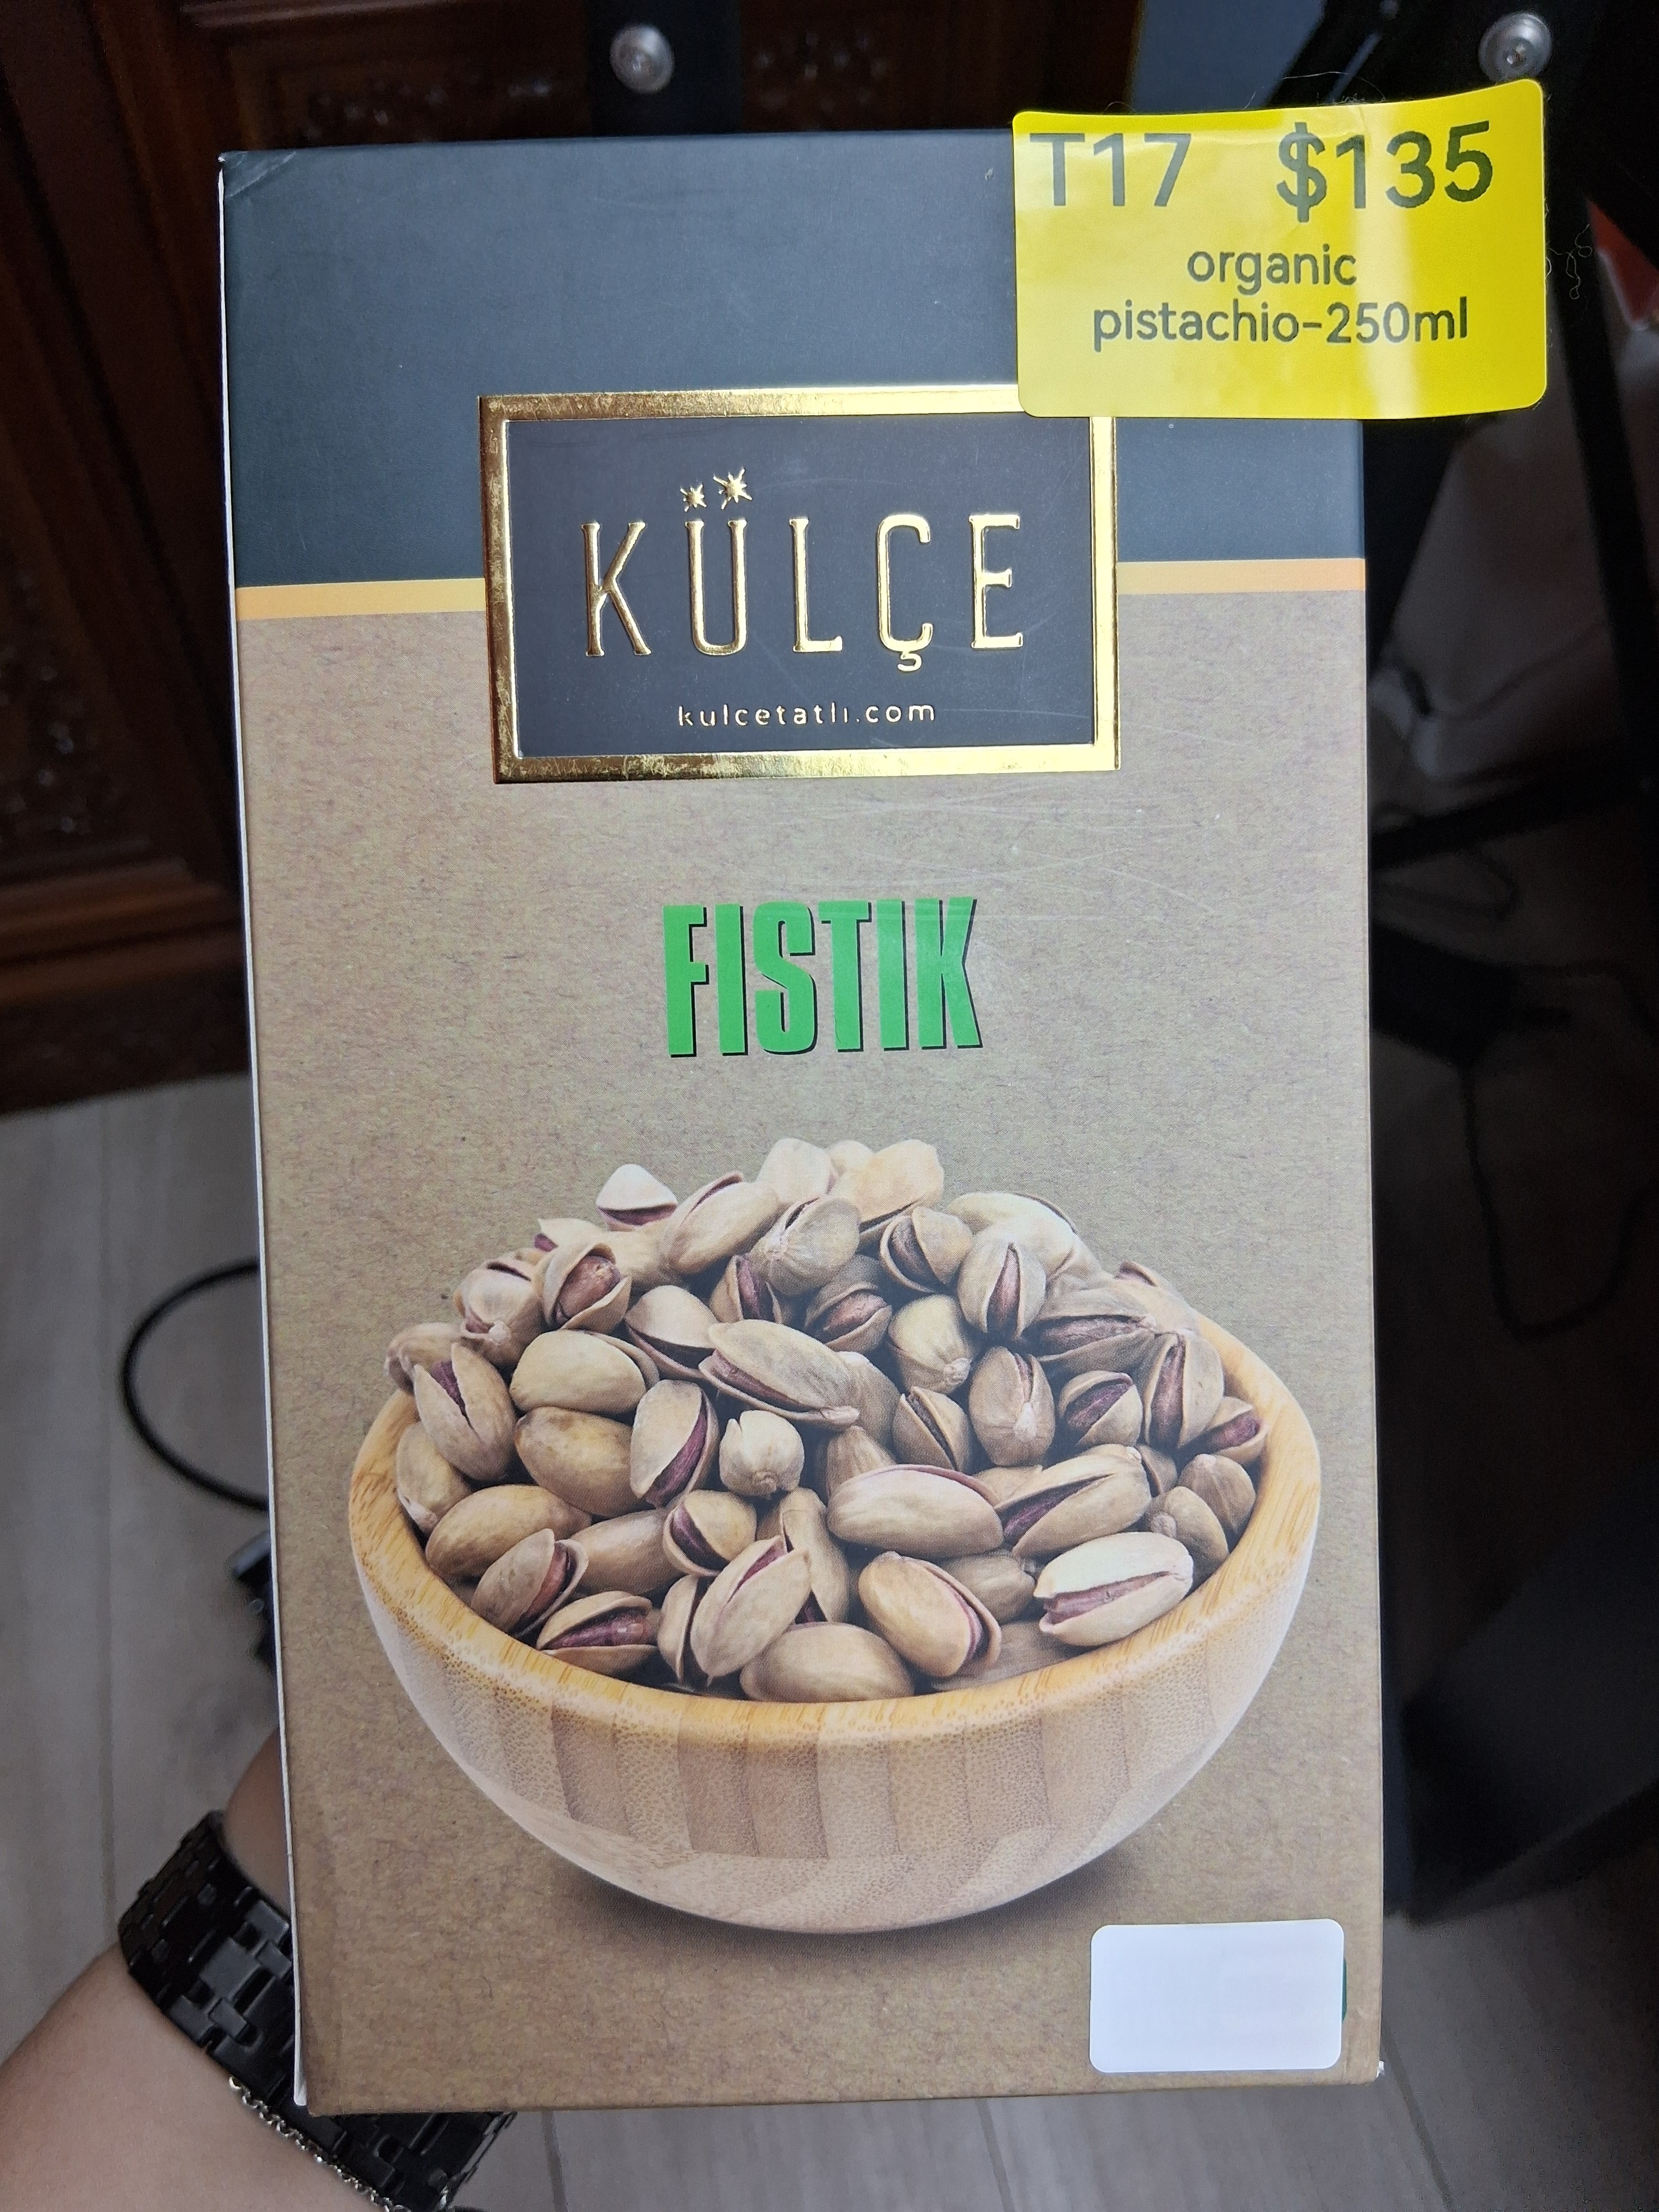 T17 $135
organic
pistachio-250ml
KÜLÇE
kulcetatlı.com
FISTIK